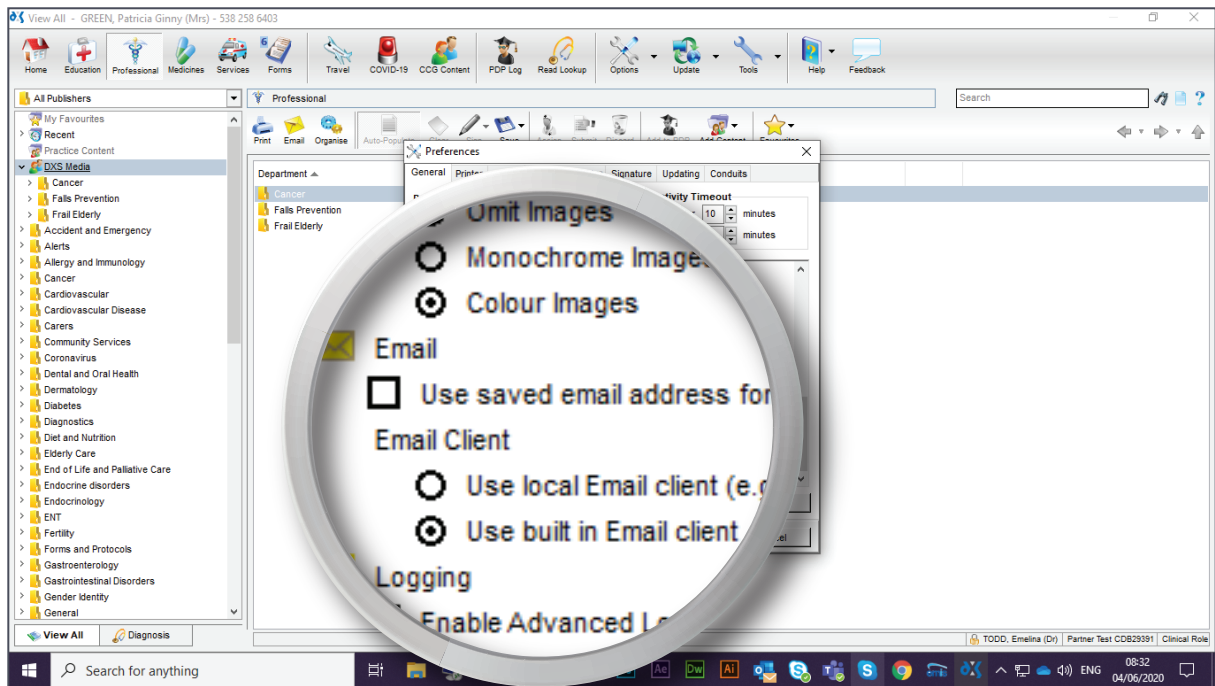 View All - GREEN, Patricia Ginny (Mrs) - 538 258 6403
Home Education Professional Medicines Services 6 Forms Travel COVID-19 CCG Content PDP Log Read Lookup Options Update Tools Help Feedback
All Publishers
Professional
Search
My Favourites
Recent
Practice Content
DXS Media
Cancer
Falls Prevention
Frail Elderly
Accident and Emergency
Alerts
Allergy and Immunology
Cancer
Cardiovascular
Cardiovascular Disease
Carers
Community Services
Coronavirus
Dental and Oral Health
Dermatology
Diabetes
Diagnostics
Diet and Nutrition
Elderly Care
End of Life and Palliative Care
Endocrine disorders
Endocrinology
ENT
Fertility
Forms and Protocols
Gastroenterology
Gastrointestinal Disorders
Gender Identity
General
View All Diagnosis
Print Email Organise
Department
Cancer
Falls Prevention
Frail Elderly
Preferences
General Signature Updating Conduits
Timeout
10 minutes
minutes
Omit Images
Monochrome Image
Colour Images
Email
Use saved email address for
Email Client
Use local Email client (e.g
Use built in Email client
Logging
Enable Advanced
TODD, Emelina (Dr) Partner Test CDB29391 Clinical Role
Search for anything
Ae Dw Ai ENG
08:32
04/06/2020